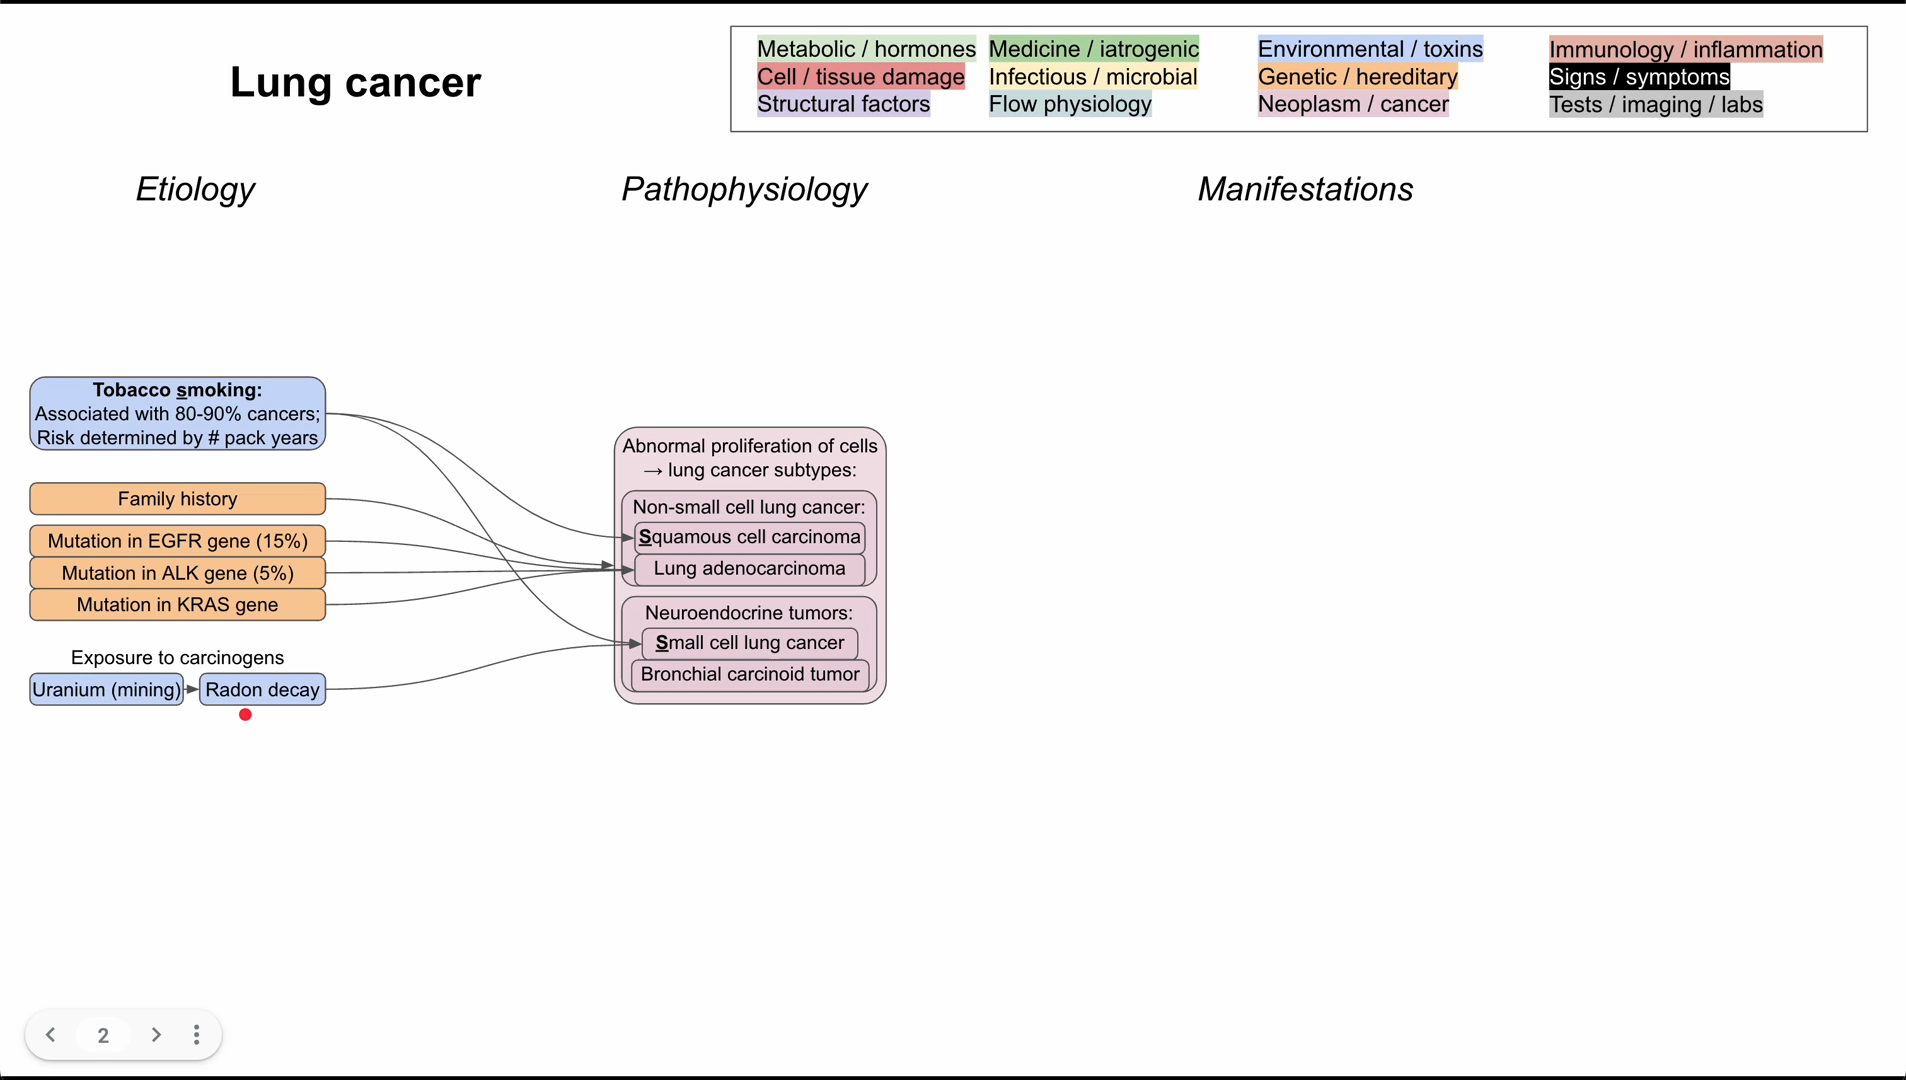 Lung cancer
Metabolic / hormones
Medicine / iatrogenic
Environmental / toxins
Immunology / inflammation
Cell / tissue damage
Infectious / microbial
Genetic / hereditary
Signs / symptoms
Structural factors
Flow physiology
Neoplasm / cancer
Tests / imaging / labs
Etiology
Pathophysiology
Manifestations
Tobacco smoking:
Associated with 80-90% cancers;
Risk determined by # pack years
Family history
Mutation in EGFR gene (15%)
Mutation in ALK gene (5%)
Mutation in KRAS gene
Exposure to carcinogens
Uranium (mining)
Radon decay
Abnormal proliferation of cells
→ lung cancer subtypes:
Non-small cell lung cancer:
Squamous cell carcinoma
Lung adenocarcinoma
Neuroendocrine tumors:
Small cell lung cancer
Bronchial carcinoid tumor
2